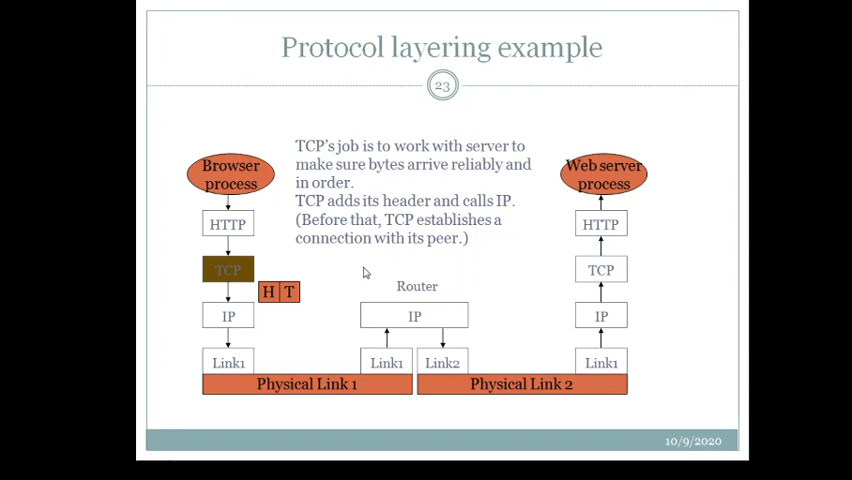 Protocol layering example
23
TCP's job is to work with server to
make sure bytes arrive reliably and
in order.
TCP adds its header and calls IP.
(Before that, TCP establishes a
connection with its peer.)
Browser
process
HTTP
TCP
H T
IP
Link1
Physical Link 1
Router
IP
Link1
Link2
Physical Link 2
Web server
process
HTTP
TCP
IP
Link1
10/9/2020